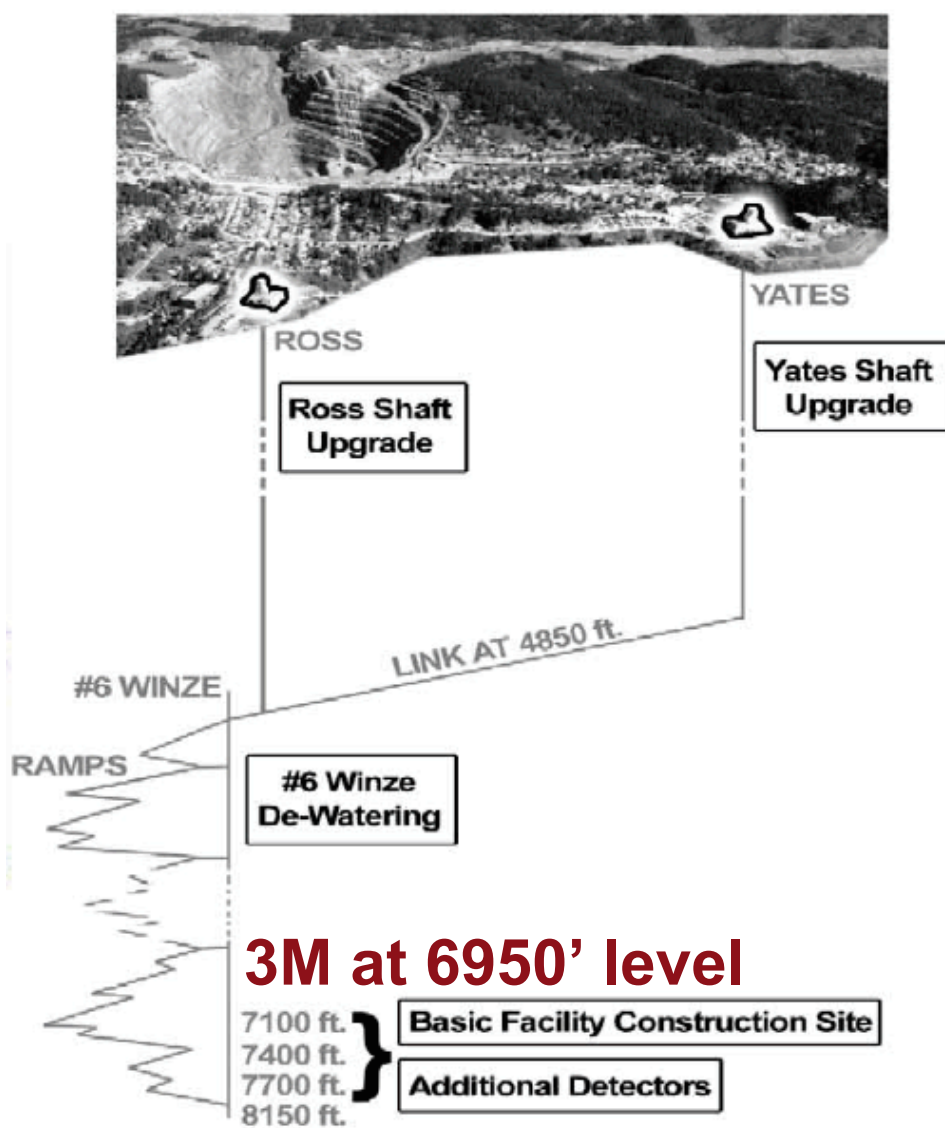 ROSS
YATES
Ross Shaft
Upgrade
Yates Shaft
Upgrade
LINK AT 4850 ft.
#6 WINZE
RAMPS
#6 Winze
De-Watering
3M at 6950’ level
7100 ft.
7400 ft.
7700 ft.
8150 ft.
Basic Facility Construction Site
Additional Detectors